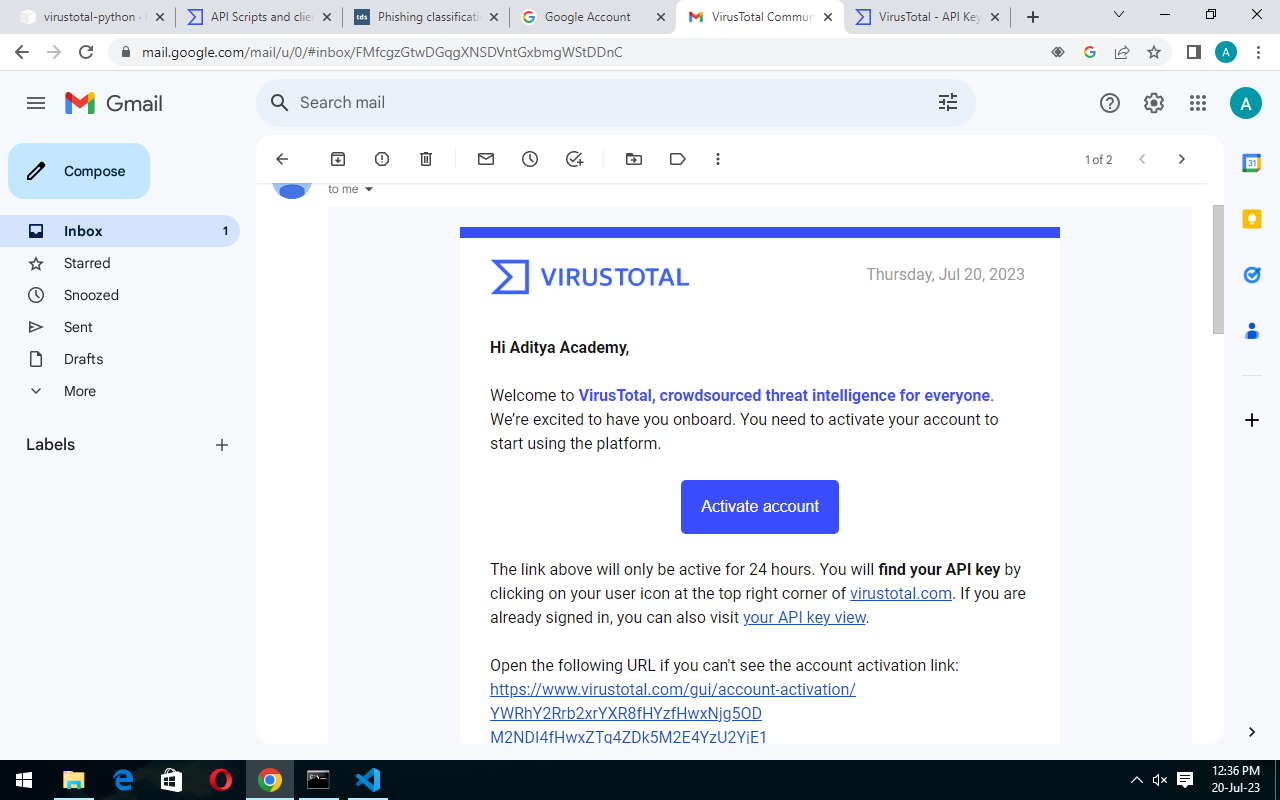 virustotal-python ·
API Scripts and clien
Phishing classificati
Google Account
VirusTotal Commun
VirusTotal - API Key
mail.google.com/mail/u/0/#inbox/FMfcgzGtwDGqgXNSDVntGxbmgWStDDnC
A
Gmail
Search mail
A
Compose
1 of 2
to me
Inbox 1
Starred
Snoozed
Sent
Drafts
More
Labels
31
VIRUSTOTAL
Thursday, Jul 20, 2023
Hi Aditya Academy,
Welcome to VirusTotal, crowdsourced threat intelligence for everyone.
We’re excited to have you onboard. You need to activate your account to
start using the platform.
Activate account
The link above will only be active for 24 hours. You will find your API key by
clicking on your user icon at the top right corner of virustotal.com. If you are
already signed in, you can also visit your API key view.
Open the following URL if you can't see the account activation link:
https://www.virustotal.com/gui/account-activation/
YWRhY2Rrb2xrYXR8fHYzfHwxNjg5OD
M2NDI4fHwxZTg4ZDk5M2E4YzU2YjE1
12:36 PM
20-Jul-23